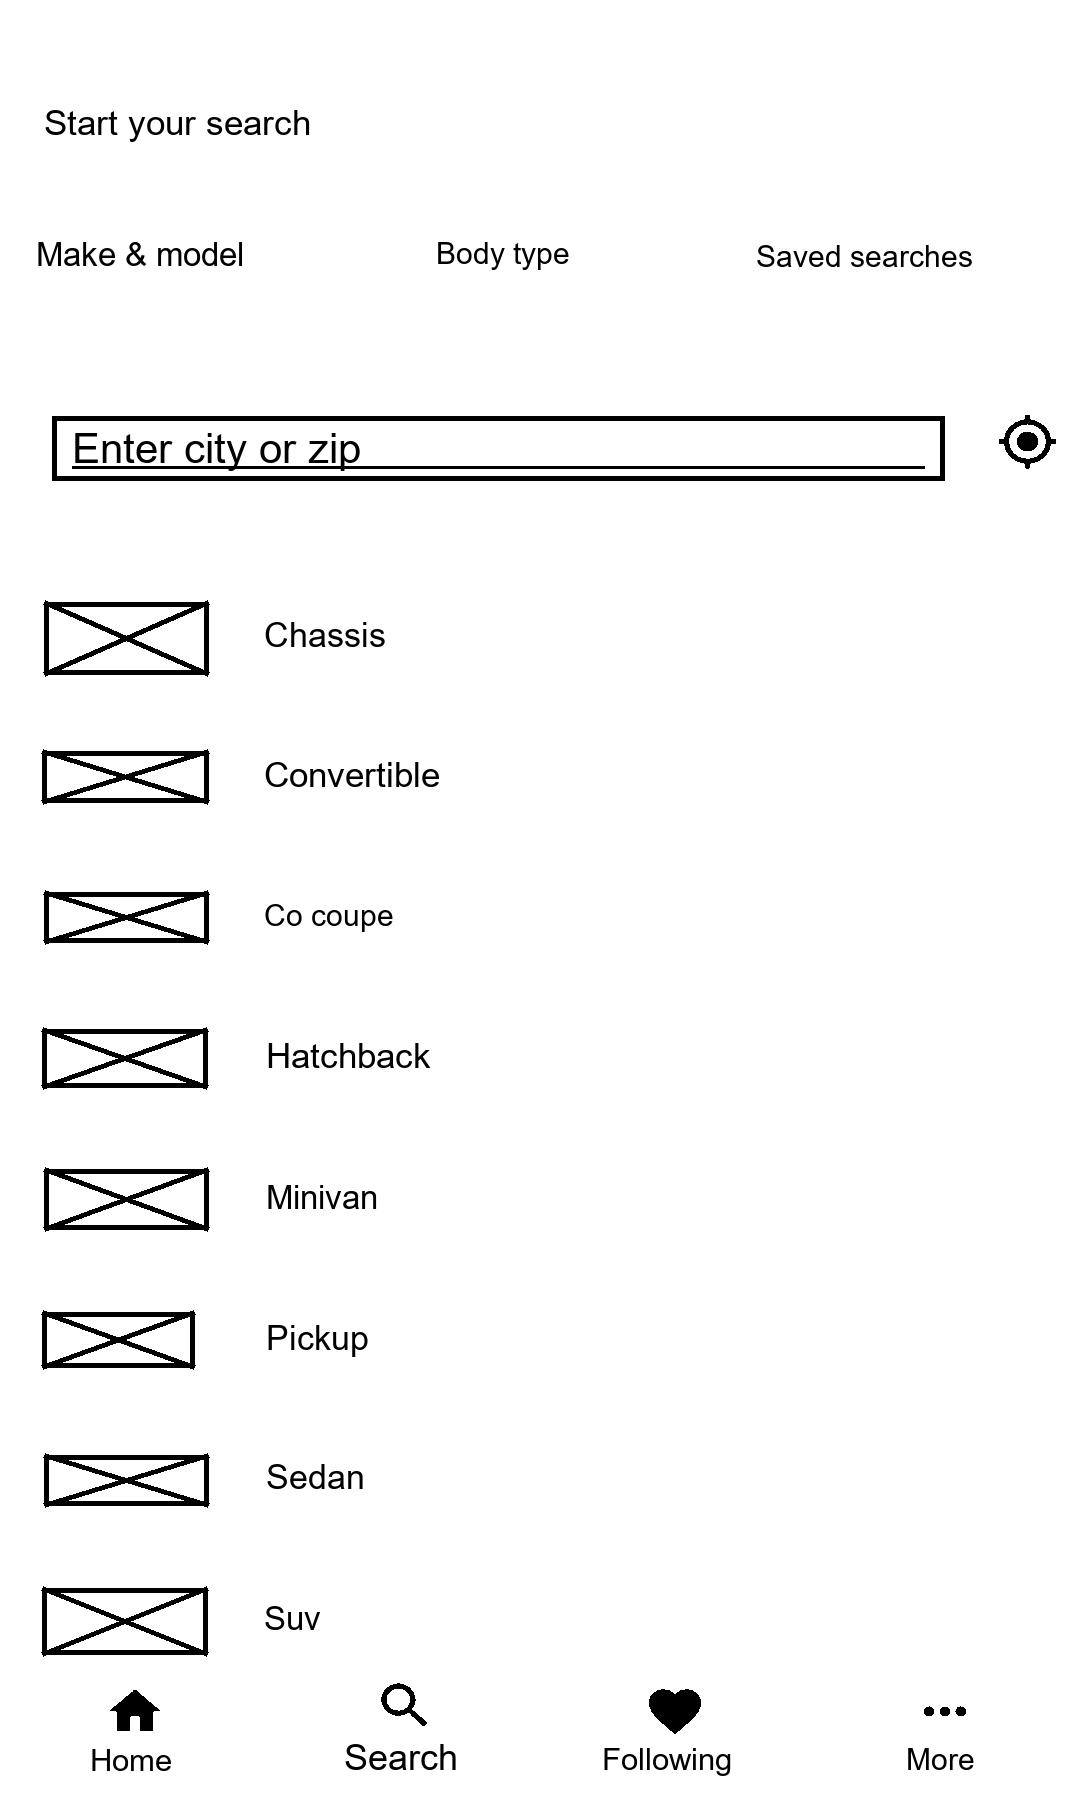 Start your search
Make & model
Body type
Saved searches
Enter city or zip
Chassis
Convertible
Co coupe
Hatchback
Minivan
Pickup
Sedan
Suv
Home
Search
Following
More